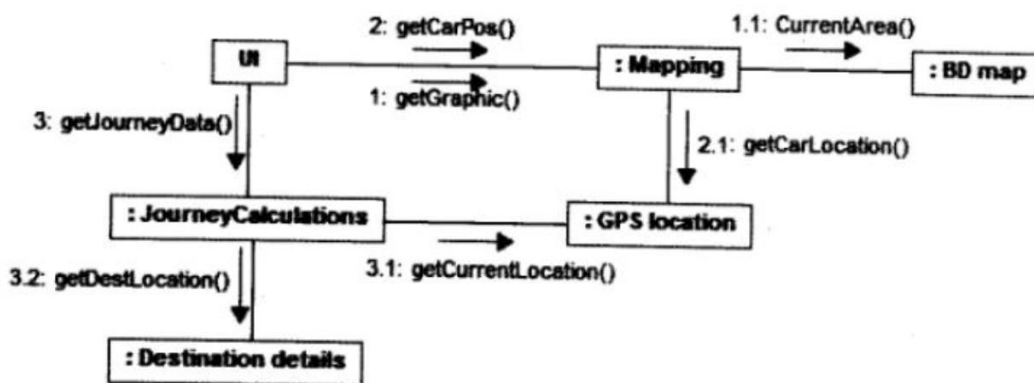 2: getCarPos()
1.1: CurrentArea()
UI
: Mapping
: BD map
1: getGraphic()
3: getJourneyData()
2.1: getCarLocation()
: JourneyCalculations
: GPS location
3.1: getCurrentLocation()
3.2: getDestLocation()
: Destination details